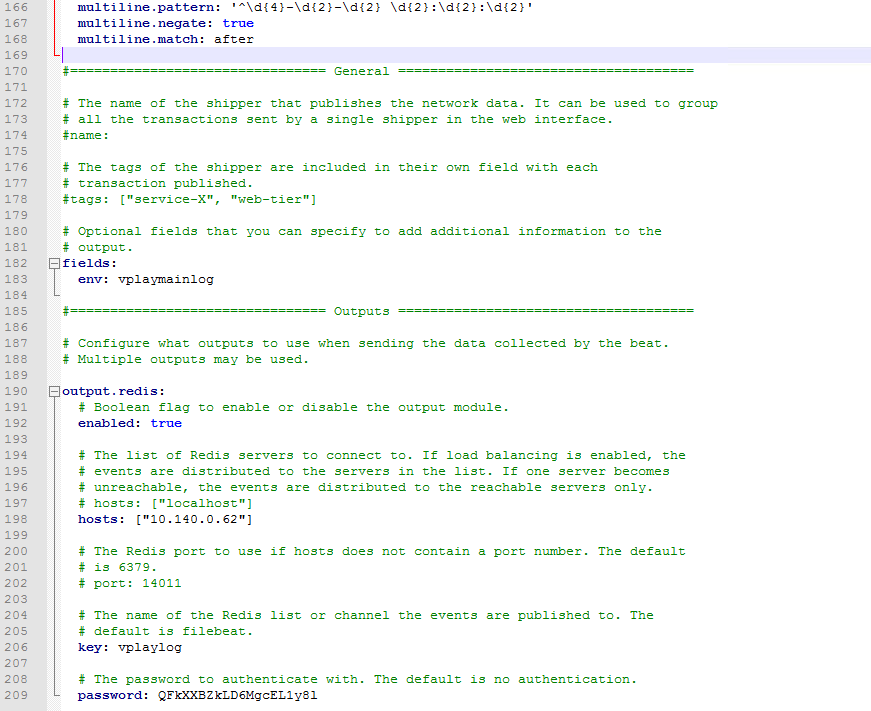 166 multiline.pattern: '^\d{4}-\d{2}-\d{2} \d{2}:\d{2}:\d{2}'
167 multiline.negate: true
168 multiline.match: after
169
170 #================================ General =====================================
171
172 # The name of the shipper that publishes the network data. It can be used to group
173 # all the transactions sent by a single shipper in the web interface.
174 #name:
175
176 # The tags of the shipper are included in their own field with each
177 # transaction published.
178 #tags: ["service-X", "web-tier"]
179
180 # Optional fields that you can specify to add additional information to the
181 # output.
182 fields:
183 env: vplaymainlog
184
185 #================================ Outputs =====================================
186
187 # Configure what outputs to use when sending the data collected by the beat.
188 # Multiple outputs may be used.
189
190 output.redis:
191 # Boolean flag to enable or disable the output module.
192 enabled: true
193
194 # The list of Redis servers to connect to. If load balancing is enabled, the
195 # events are distributed to the servers in the list. If one server becomes
196 # unreachable, the events are distributed to the reachable servers only.
197 # hosts: ["localhost"]
198 hosts: ["10.140.0.62"]
199
200 # The Redis port to use if hosts does not contain a port number. The default
201 # is 6379.
202 # port: 14011
203
204 # The name of the Redis list or channel the events are published to. The
205 # default is filebeat.
206 key: vplaylog
207
208 # The password to authenticate with. The default is no authentication.
209 password: QFkXXBZkLD6MgcEL1y8l